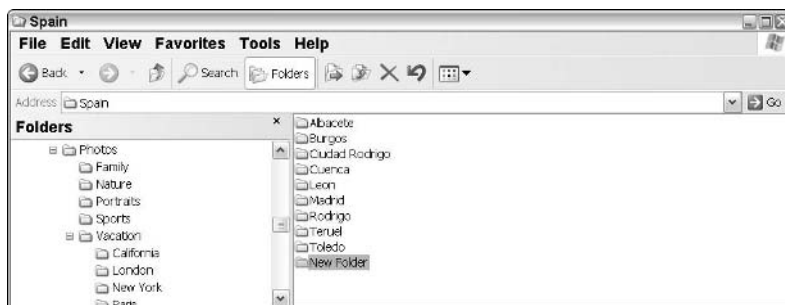 Spain
File Edit View Favorites Tools Help
Back Search Folders
Address Spain Go
Folders
Photos
Family
Nature
Portraits
Sports
Vacation
California
London
New York
Paris
Albacete
Burgos
Ciudad Rodrigo
Cuenca
Leon
Madrid
Rodrigo
Teruel
Toledo
New Folder